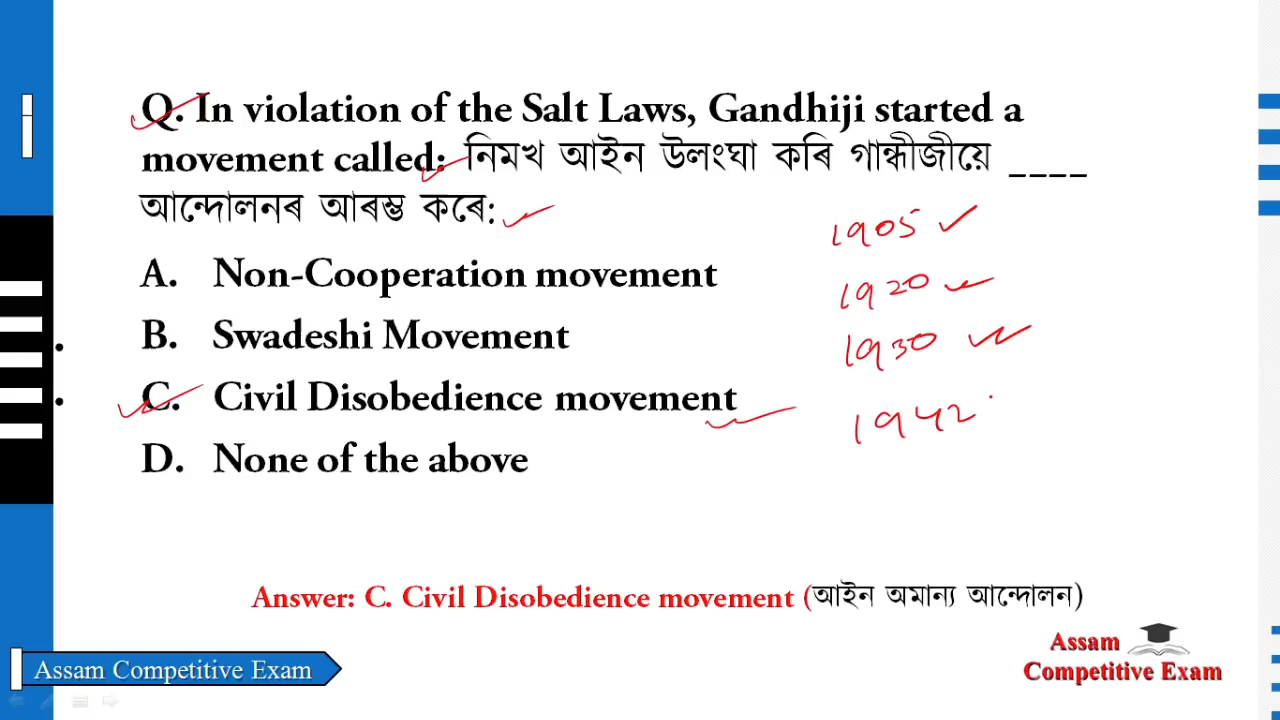 Q. In violation of the Salt Laws, Gandhiji started a
movement called: নিমখ আইন উলংঘা কৰি গান্ধীজীয়ে ____
আন্দোলনৰ আৰম্ভ কৰে:
1905
A. Non-Cooperation movement
1920
B. Swadeshi Movement
1930
C. Civil Disobedience movement
1942
D. None of the above
Answer: C. Civil Disobedience movement (আইন অমান্য আন্দোলন)
Assam Competitive Exam
Assam
Competitive Exam